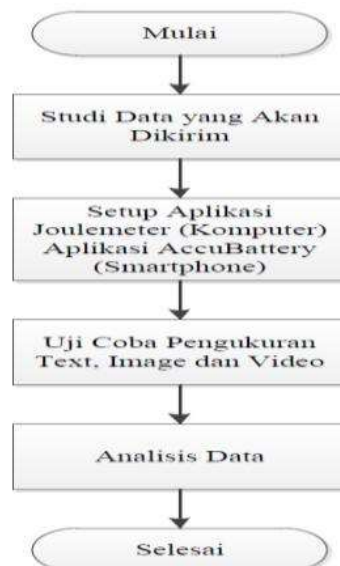 Mulai
Studi Data yang Akan
Dikirim
Setup Aplikasi
Joulemeter (Komputer)
Aplikasi AccuBattery
(Smartphone)
Uji Coba Pengukuran
Text, Image dan Video
Analisis Data
Selesai